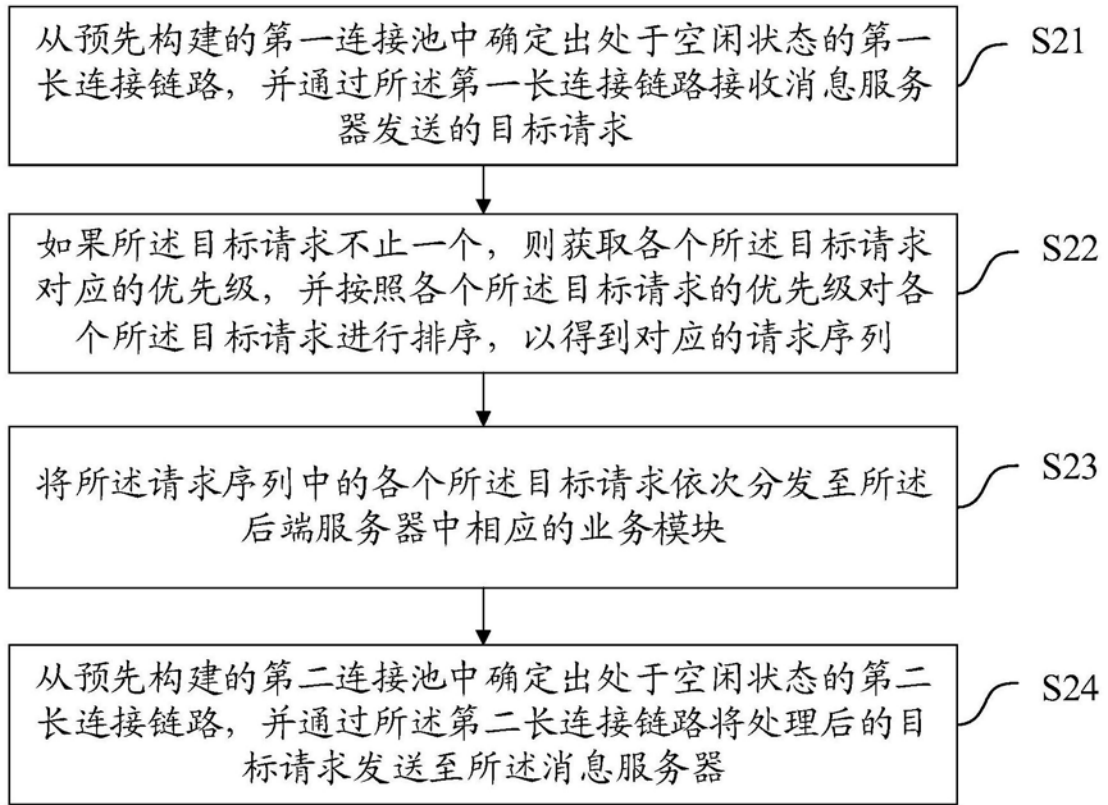 从预先构建的第一连接池中确定出处于空闲状态的第一
长连接链路，并通过所述第一长连接链路接收消息服务
器发送的目标请求
S21
如果所述目标请求不止一个，则获取各个所述目标请求
对应的优先级，并按照各个所述目标请求的优先级对各
个所述目标请求进行排序，以得到对应的请求序列
S22
将所述请求序列中的各个所述目标请求依次分发至所述
后端服务器中相应的业务模块
S23
从预先构建的第二连接池中确定出处于空闲状态的第二
长连接链路，并通过所述第二长连接链路将处理后的目
标请求发送至所述消息服务器
S24